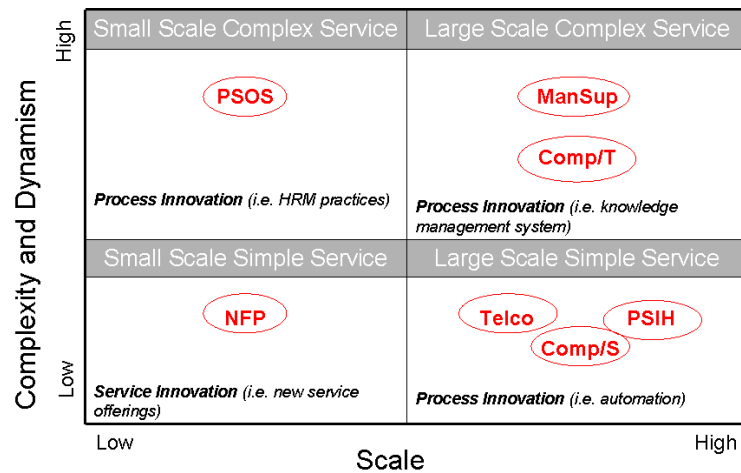 High
Small Scale Complex Service
Large Scale Complex Service
PSOS
ManSup
Comp/T
Process Innovation (i.e. HRM practices)
Process Innovation (i.e. knowledge
management system)
Complexity and Dynamism
Small Scale Simple Service
Large Scale Simple Service
NFP
Telco
PSIH
Comp/S
Low
Service Innovation (i.e. new service
offerings)
Process Innovation (i.e. automation)
Low
High
Scale